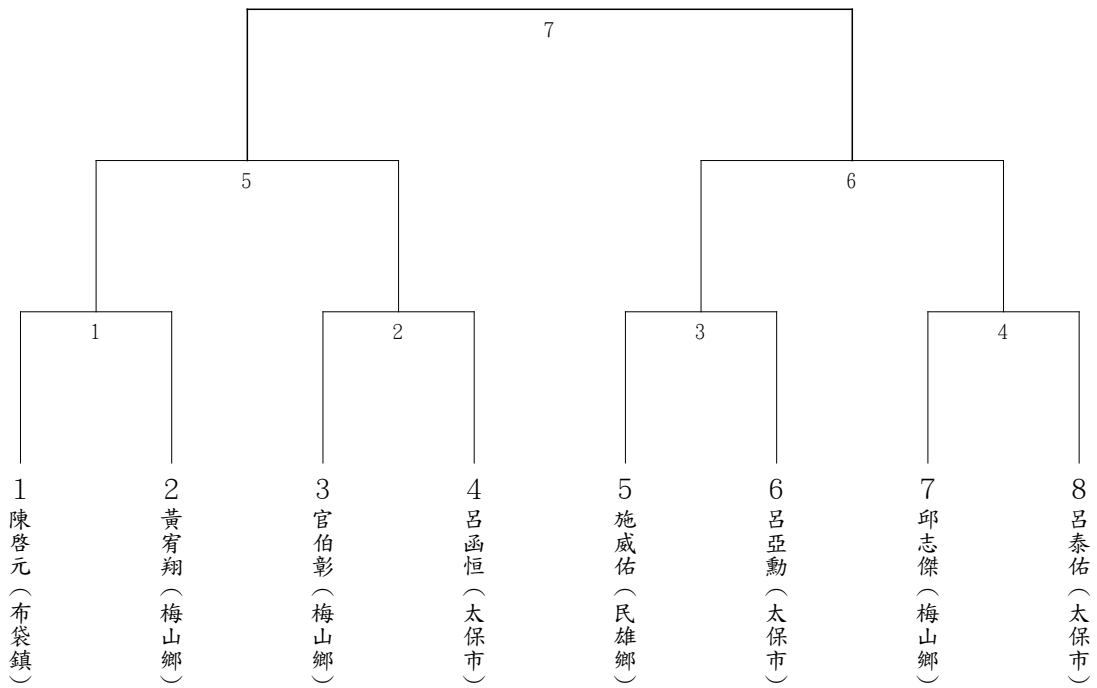 7
5
6
1
2
3
4
1
陳啓元（布袋鎮）
2
黃宥翔（梅山鄉）
3
官伯彰（梅山鄉）
4
呂函恒（太保市）
5
施威佑（民雄鄉）
6
呂亞勳（太保市）
7
邱志傑（梅山鄉）
8
呂泰佑（太保市）